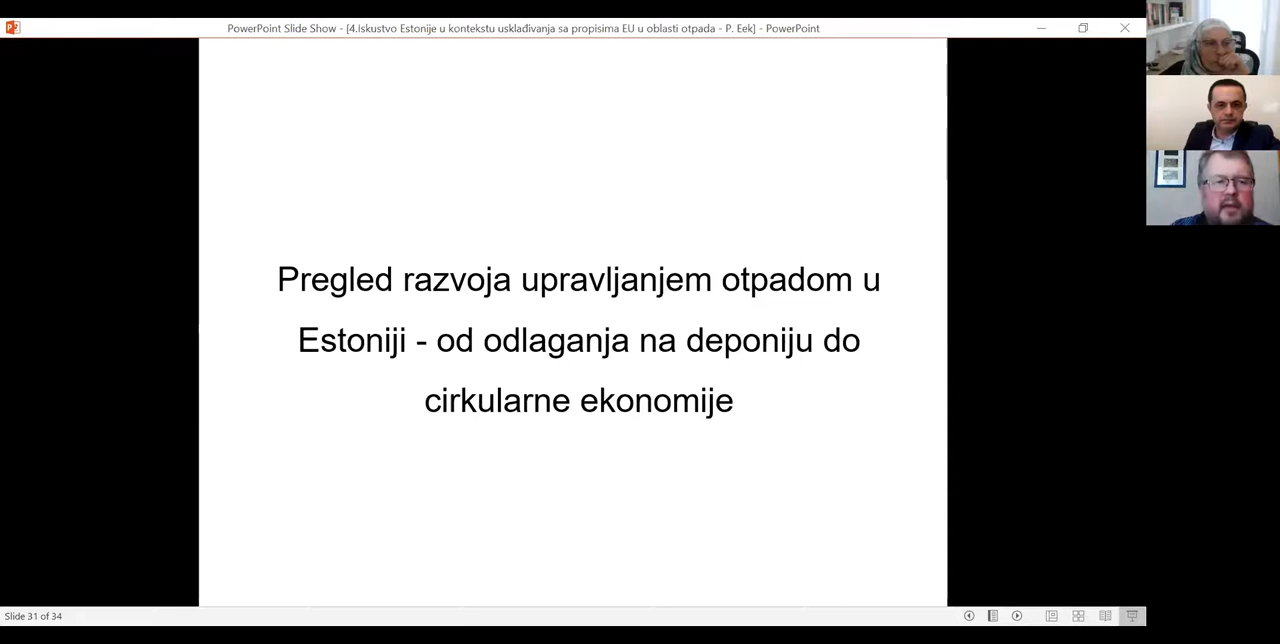 PowerPoint Slide Show - [4.Iskustvo Estonije u kontekstu usklađivanja sa propisima EU u oblasti otpada - P. Eek] - PowerPoint
Pregled razvoja upravljanjem otpadom u
Estoniji - od odlaganja na deponiju do
cirkularne ekonomije
Slide 31 of 34